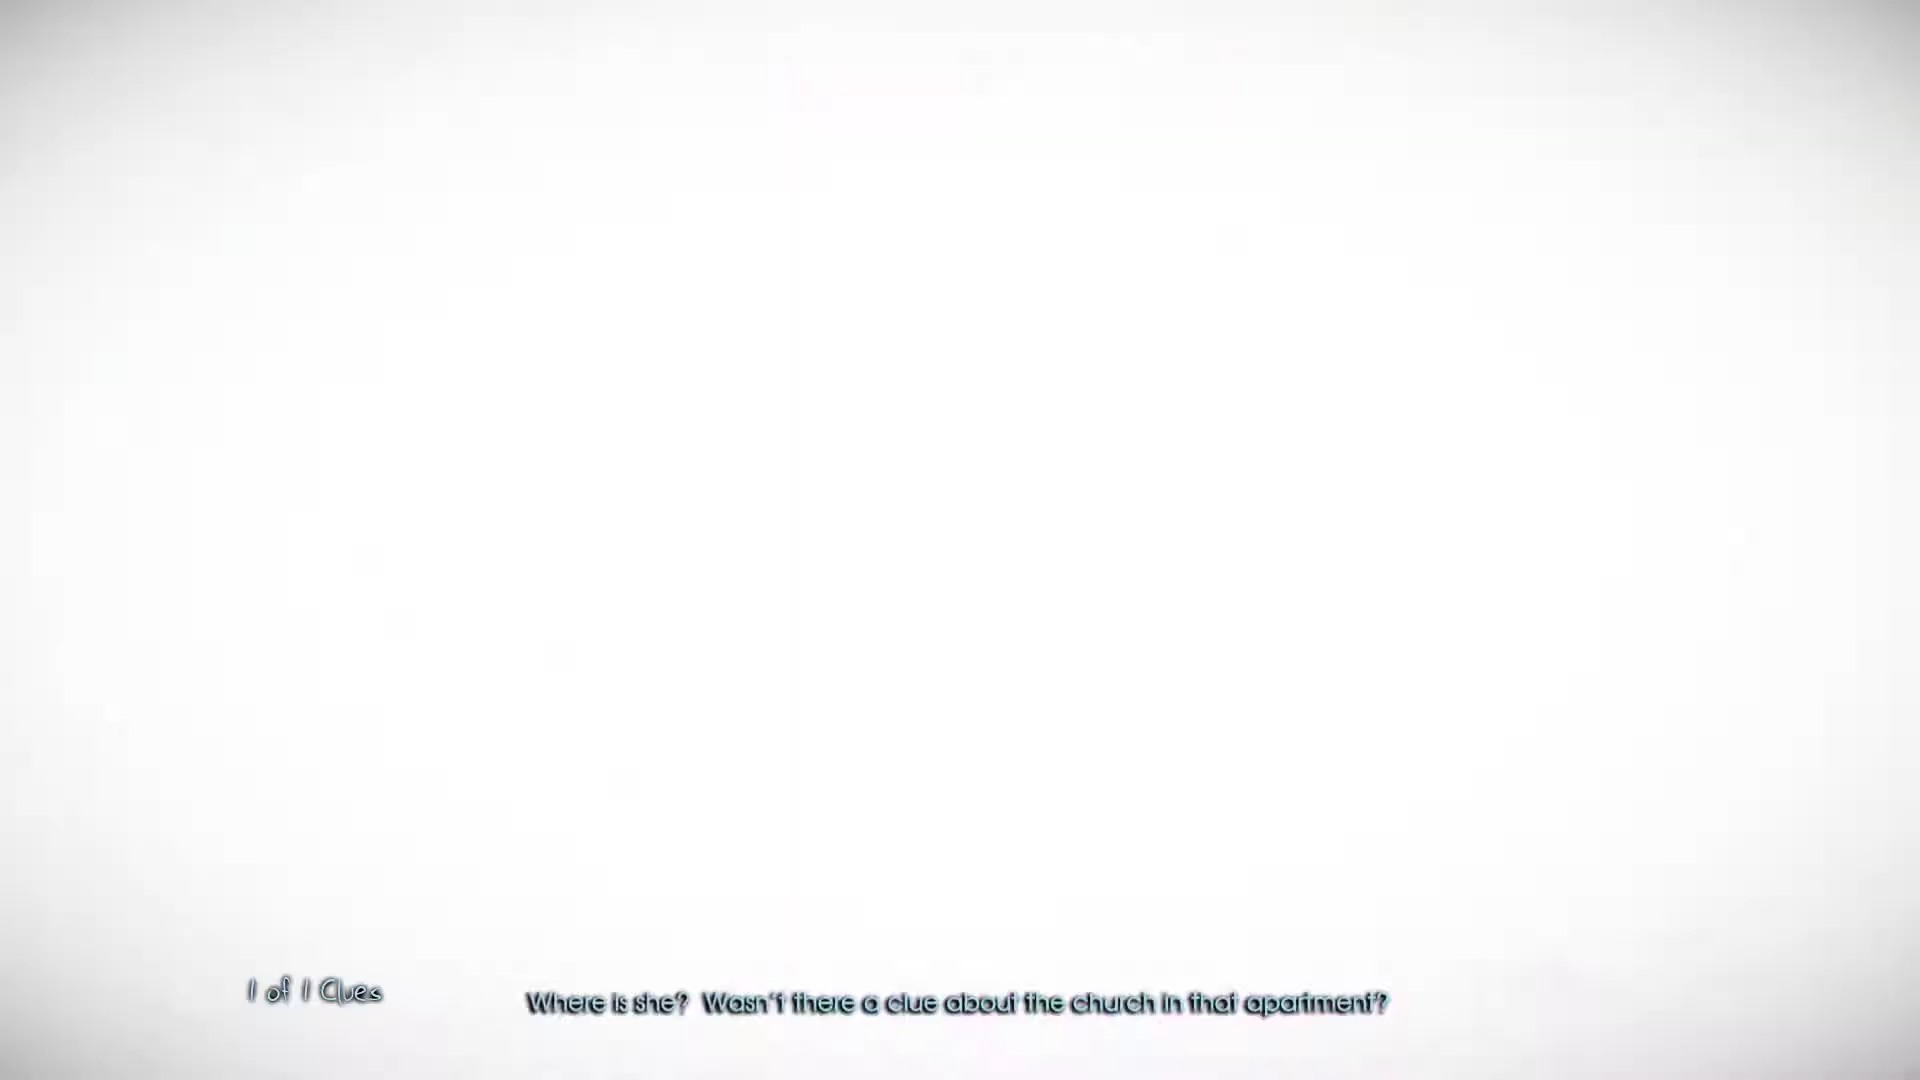 1 of 1 Clues
Where is she? Wasn't there a clue about the church in that apartment?